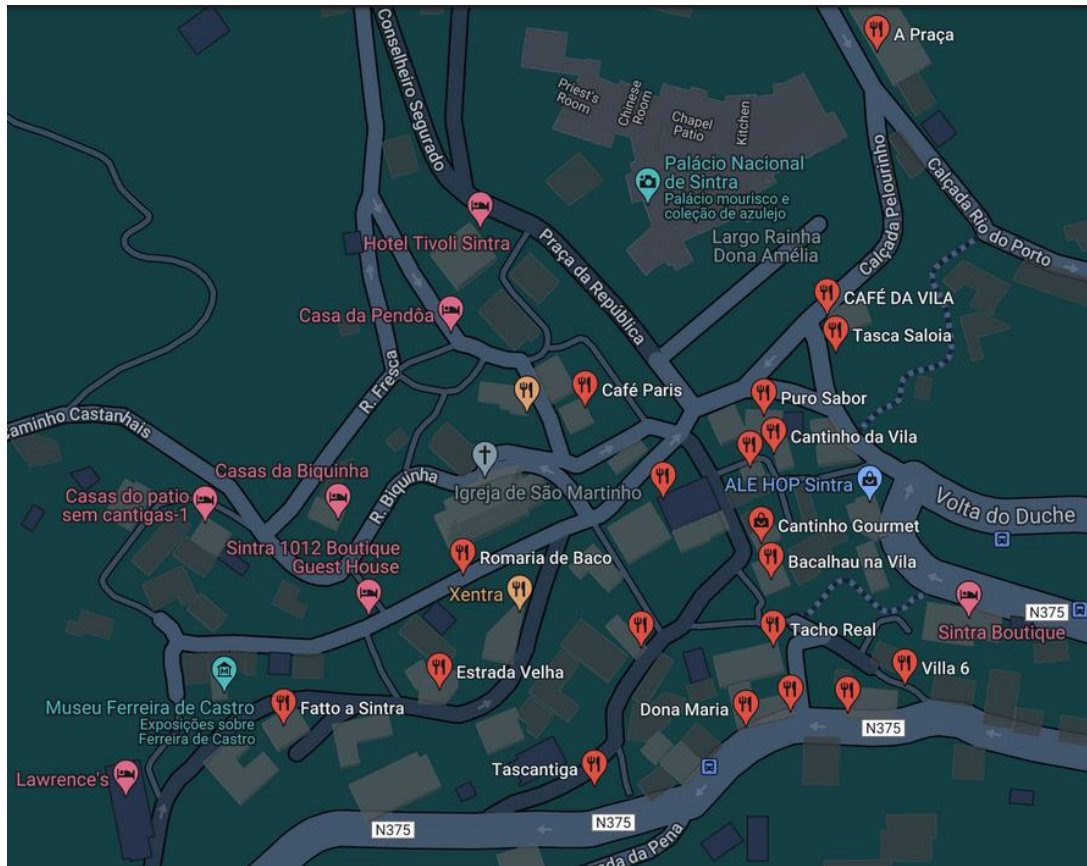 A Praça
Conselheiro Segurado
Priest's
Room
Chinese
Room
Chapel
Patio
Kitchen
Palácio Nacional
de Sintra
Palácio mourisco e
coleção de azulejo
Calçada Pelourinho
Calçada Rio do Porto
Hotel Tivoli Sintra
Praça da República
Largo Rainha
Dona Amélia
Casa da Pendôa
CAFÉ DA VILA
Tasca Saloia
R. Fresca
Café Paris
Puro Sabor
Caminho Castanhais
Cantinho da Vila
Casas da Biquinha
R. Biquinha
Igreja de São Martinho
ALE HOP Sintra
Casas do patio
sem cantigas-1
Volta do Duche
Cantinho Gourmet
Sintra 1012 Boutique
Guest House
Romaria de Baco
Bacalhau na Vila
Xentra
N375
Tacho Real
Sintra Boutique
Estrada Velha
Villa 6
Museu Ferreira de Castro
Exposições sobre
Ferreira de Castro
Fatto a Sintra
Dona Maria
N375
Tascantiga
Lawrence's
N375
N375
çada da Pena